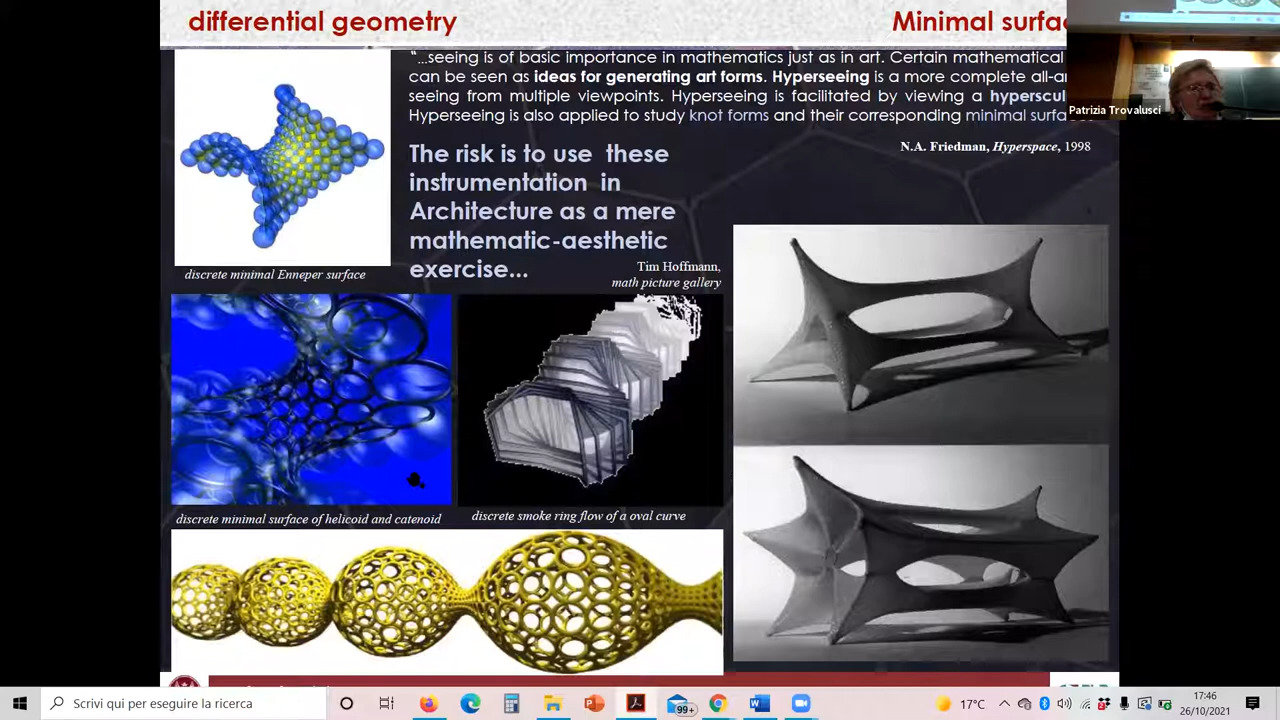 differential geometry
Minimal surfac
"...seeing is of basic importance in mathematics just as in art. Certain mathematical
can be seen as ideas for generating art forms. Hyperseeing is a more complete all-ar
seeing from multiple viewpoints. Hyperseeing is facilitated by viewing a hyperscul
Hyperseeing is also applied to study knot forms and their corresponding minimal surfa
Patrizia Trovalusci
N.A. Friedman, Hyperspace, 1998
The risk is to use these
instrumentation in
Architecture as a mere
mathematic-aesthetic
exercise...
Tim Hoffmann,
math picture gallery
discrete minimal Enneper surface
discrete minimal surface of helicoid and catenoid
discrete smoke ring flow of a oval curve
Scrivi qui per eseguire la ricerca
99+
17°C
17:46
26/10/2021